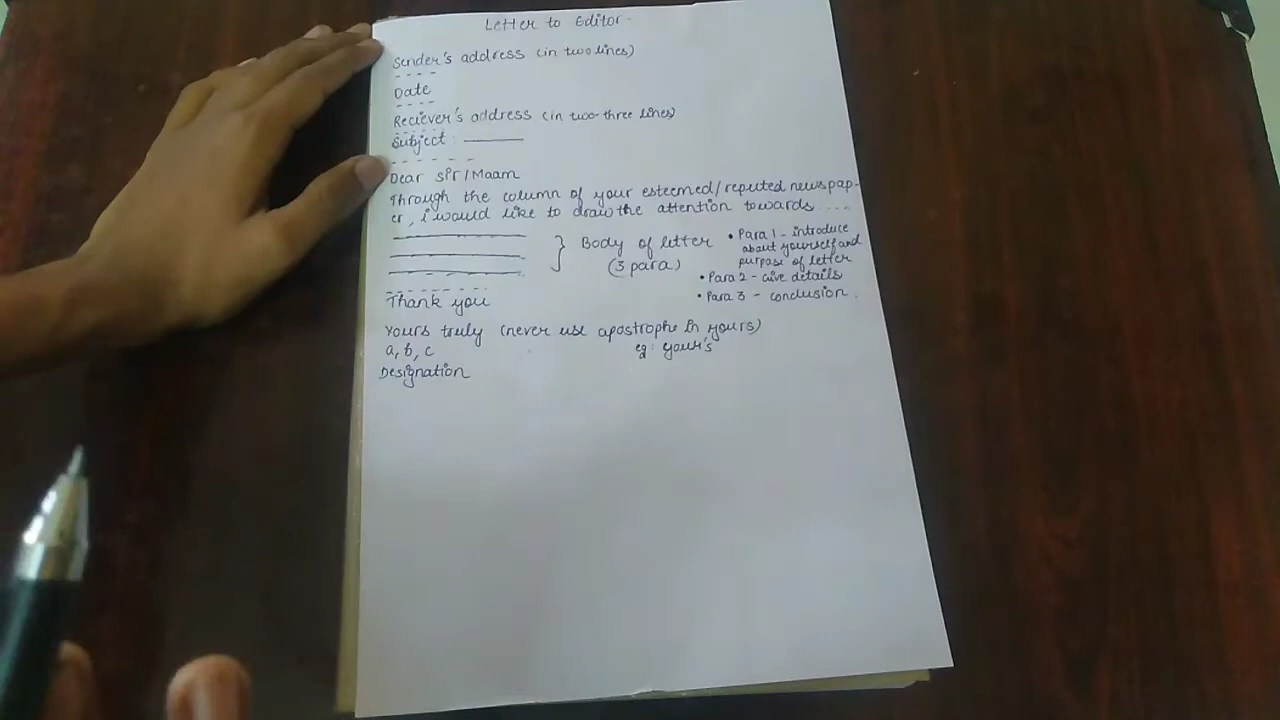 Letter to Editor
Sender's address (in two lines)
Date
Reciever's address (in two-three lines)
Subject :
Dear Sir/Maam
Through the column of your esteemed/reputed newspap-
er, i would like to draw the attention towards ....
Body of letter
(3 para)
• Para 1 - introduce
about yourself and
purpose of letter
• Para 2 - Give details
• Para 3 - conclusion.
Thank you
Yours truly (never use apostrophe in yours)
eg: your's
a, b, c
Designation